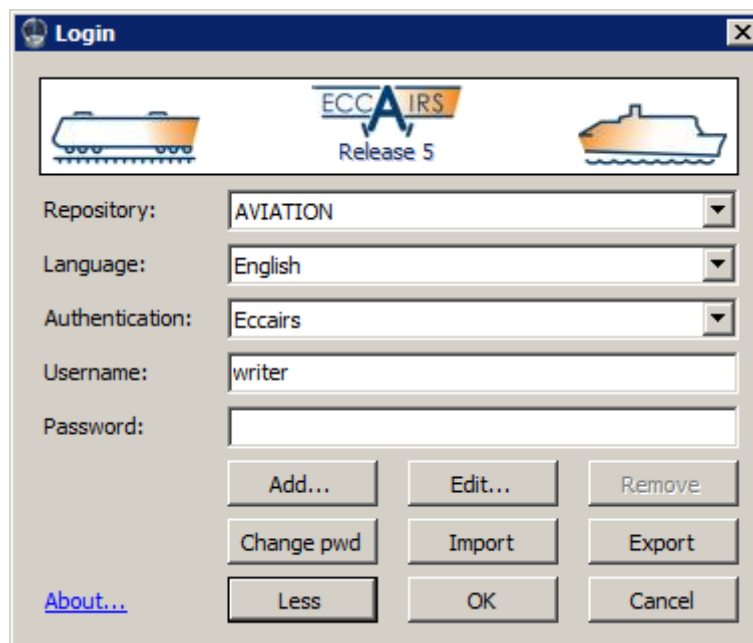 Login
ECCAIRS
Release 5
Repository: AVIATION
Language: English
Authentication: Eccairs
Username: writer
Password:
Add... Edit... Remove
Change pwd Import Export
About... Less OK Cancel